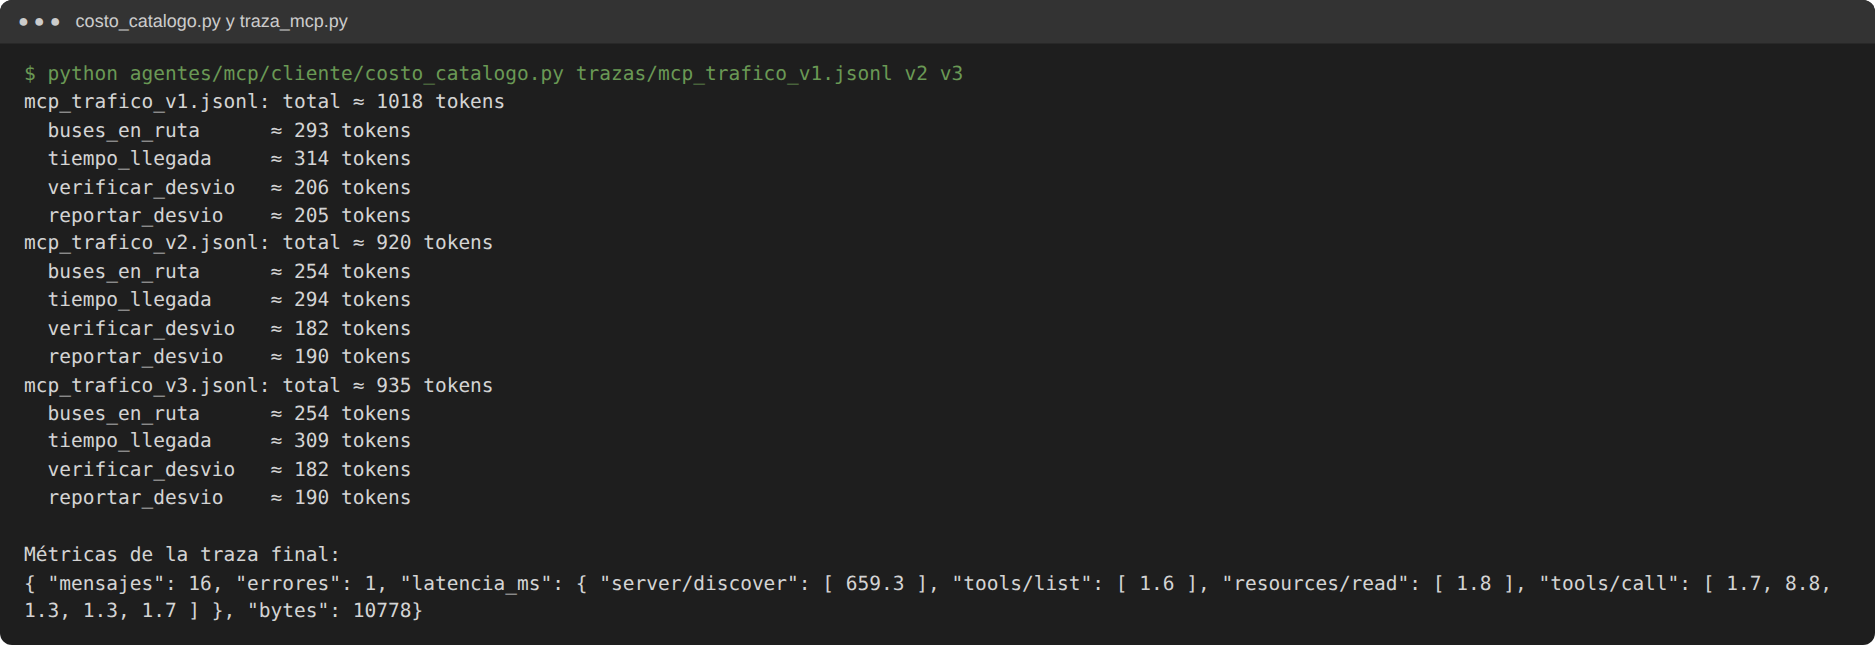 costo_catalogo.py y traza_mcp.py
$ python agentes/mcp/cliente/costo_catalogo.py trazas/mcp_trafico_v1.jsonl v2 v3
mcp_trafico_v1.jsonl: total ≈ 1018 tokens
  buses_en_ruta      ≈ 293 tokens
  tiempo_llegada     ≈ 314 tokens
  verificar_desvio   ≈ 206 tokens
  reportar_desvio    ≈ 205 tokens
mcp_trafico_v2.jsonl: total ≈ 920 tokens
  buses_en_ruta      ≈ 254 tokens
  tiempo_llegada     ≈ 294 tokens
  verificar_desvio   ≈ 182 tokens
  reportar_desvio    ≈ 190 tokens
mcp_trafico_v3.jsonl: total ≈ 935 tokens
  buses_en_ruta      ≈ 254 tokens
  tiempo_llegada     ≈ 309 tokens
  verificar_desvio   ≈ 182 tokens
  reportar_desvio    ≈ 190 tokens
Métricas de la traza final:
{ "mensajes": 16, "errores": 1, "latencia_ms": { "server/discover": [ 659.3 ], "tools/list": [ 1.6 ], "resources/read": [ 1.8 ], "tools/call": [ 1.7, 8.8,
1.3, 1.3, 1.7 ] }, "bytes": 10778}